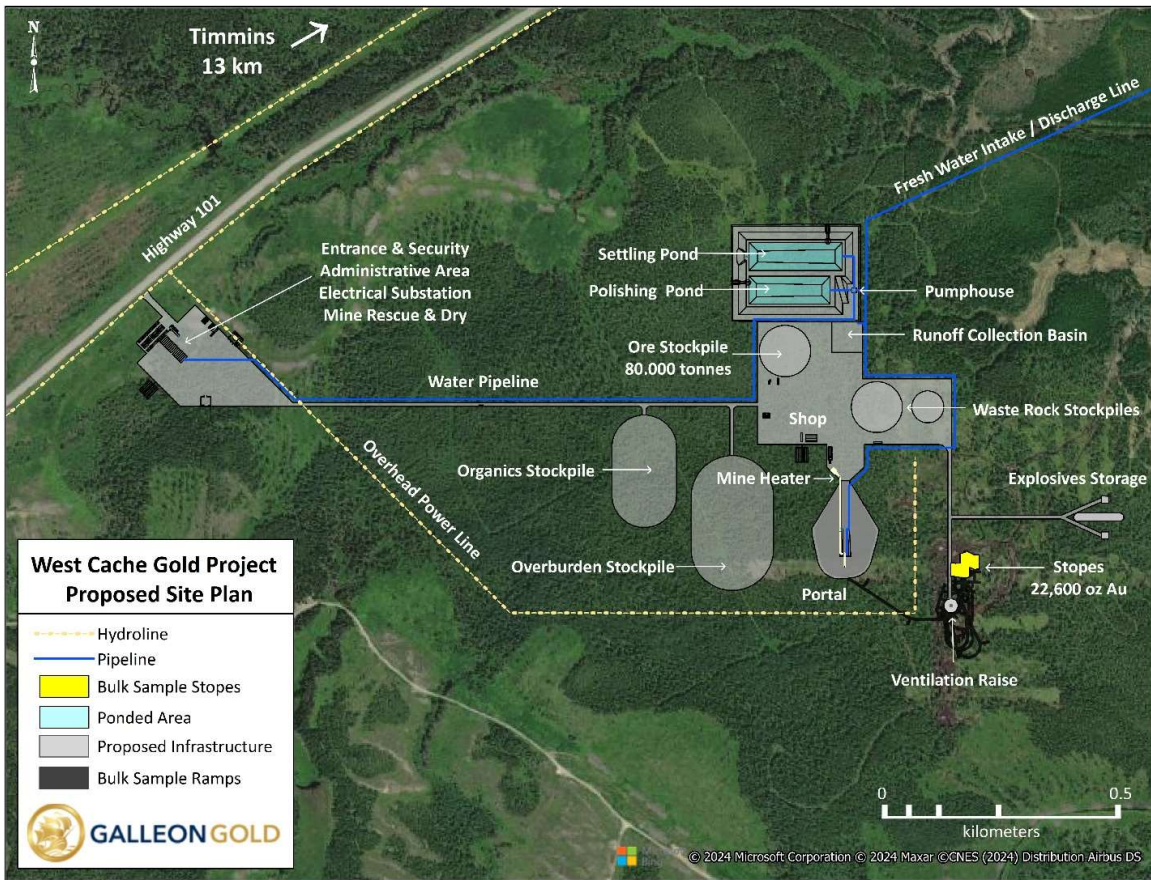 N
Timmins
13 km
Highway 101
Fresh Water Intake / Discharge Line
Entrance & Security
Administrative Area
Electrical Substation
Mine Rescue & Dry
Settling Pond
Polishing Pond
Pumphouse
Runoff Collection Basin
Ore Stockpile
80.000 tonnes
Water Pipeline
Shop
Waste Rock Stockpiles
Organics Stockpile
Mine Heater
Explosives Storage
Overhead Power Line
Overburden Stockpile
Portal
Stopes
22,600 oz Au
Ventilation Raise
West Cache Gold Project
Proposed Site Plan
Hydroline
Pipeline
Bulk Sample Stopes
Ponded Area
Proposed Infrastructure
Bulk Sample Ramps
GALLEON GOLD
0 0.5
kilometers
© 2024 Microsoft Corporation © 2024 Maxar ©CNES (2024) Distribution Airbus DS